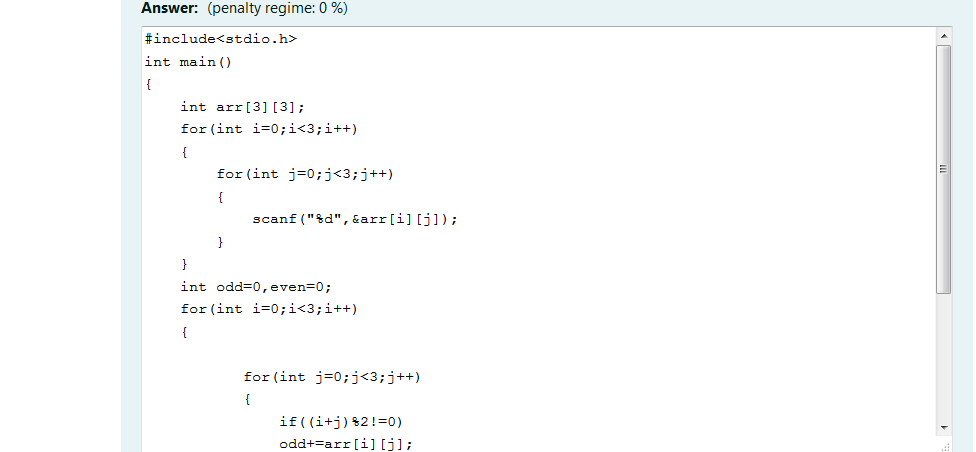 Answer: (penalty regime: 0 %)
#include<stdio.h>
int main()
{
    int arr[3][3];
    for(int i=0;i<3;i++)
    {
        for(int j=0;j<3;j++)
        {
            scanf("%d",&arr[i][j]);
        }
    }
    int odd=0,even=0;
    for(int i=0;i<3;i++)
    {
           for(int j=0;j<3;j++)
           {
               if((i+j)%2!=0)
               odd+=arr[i][j];